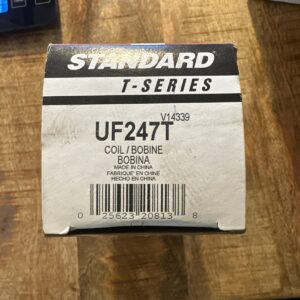 STANDARD
T-SERIES
V14339
UF247T
COIL / BOBINE
BOBINA
MADE IN CHINA
FABRIQUÉ EN CHINE
HECHO EN CHINA
0 25623 20813 8